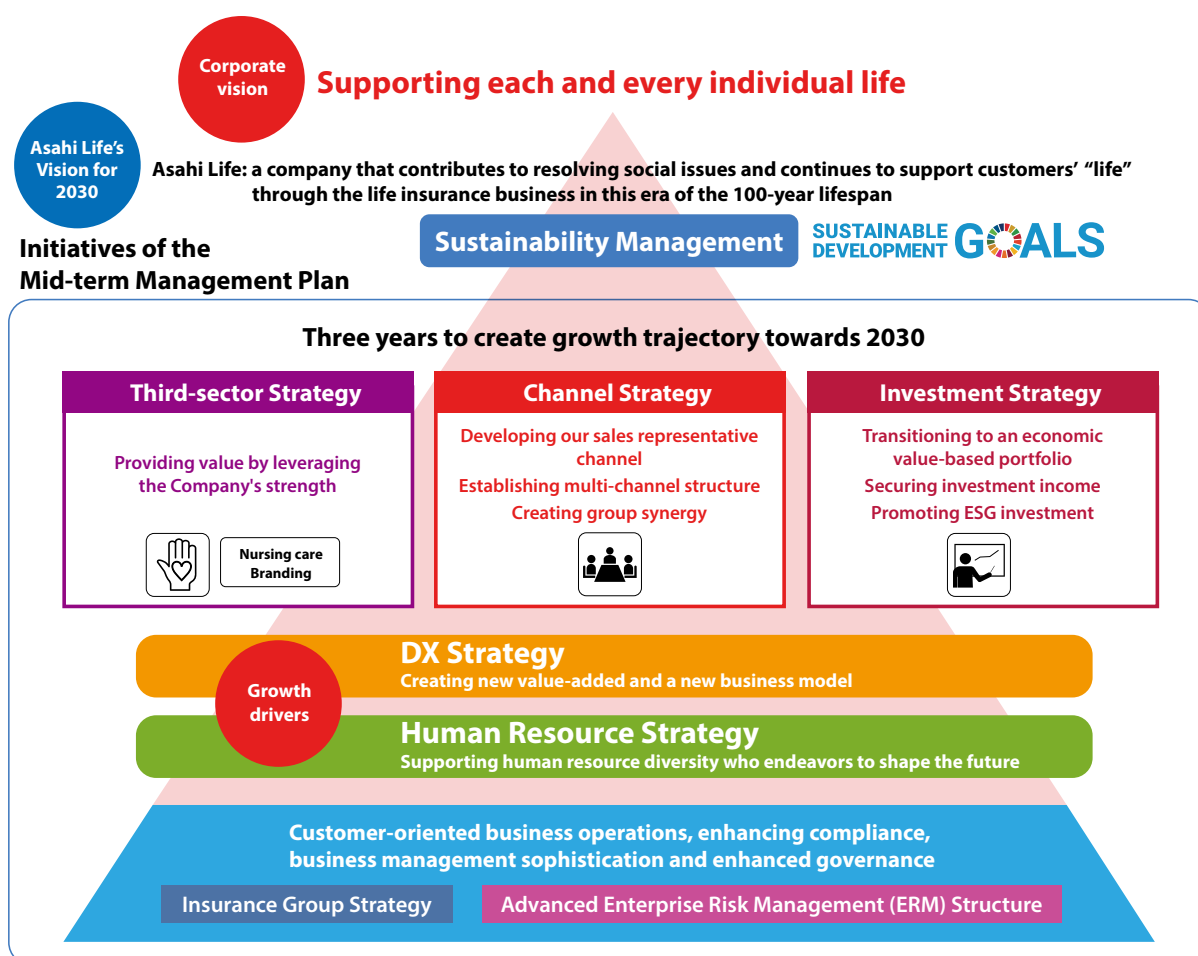 Corporate
vision
Supporting each and every individual life
Asahi Life's
Vision for
2030
Asahi Life: a company that contributes to resolving social issues and continues to support customers' “life”
through the life insurance business in this era of the 100-year lifespan
Initiatives of the
Mid-term Management Plan
Sustainability Management
SUSTAINABLE
DEVELOPMENT
GOALS
Three years to create growth trajectory towards 2030
Third-sector Strategy
Providing value by leveraging
the Company's strength
Nursing care
Branding
Channel Strategy
Developing our sales representative
channel
Establishing multi-channel structure
Creating group synergy
Investment Strategy
Transitioning to an economic
value-based portfolio
Securing investment income
Promoting ESG investment
Growth
drivers
DX Strategy
Creating new value-added and a new business model
Human Resource Strategy
Supporting human resource diversity who endeavors to shape the future
Customer-oriented business operations, enhancing compliance,
business management sophistication and enhanced governance
Insurance Group Strategy
Advanced Enterprise Risk Management (ERM) Structure